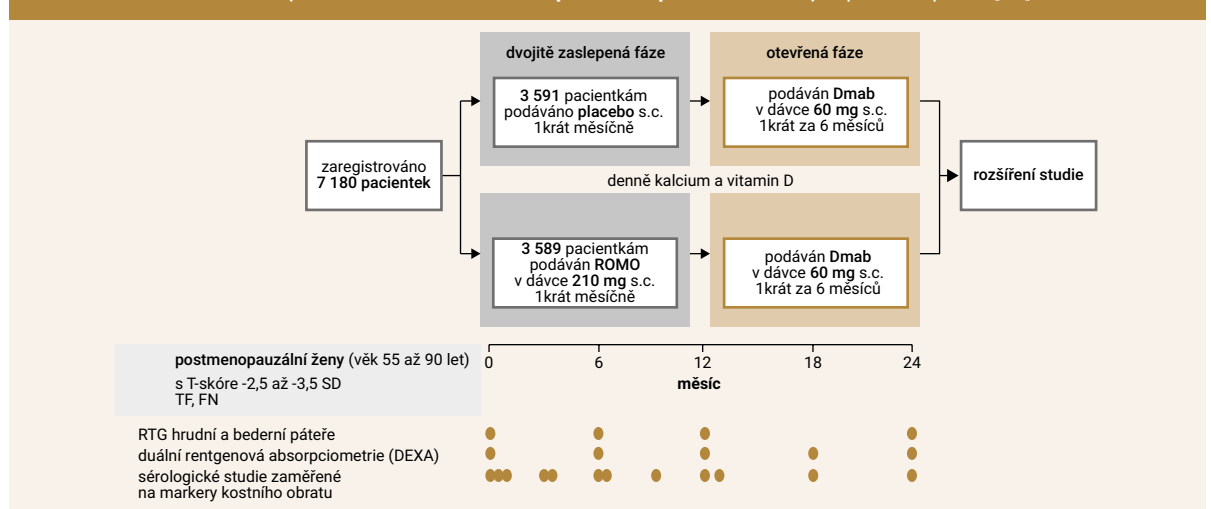 dvojitě zaslepená fáze
otevřená fáze
3 591 pacientkám
podáváno placebo s.c.
1krát měsíčně
podáván Dmab
v dávce 60 mg s.c.
1krát za 6 měsíců
zaregistrováno
7 180 pacientek
denně kalcium a vitamin D
rozšíření studie
3 589 pacientkám
podáván ROMO
v dávce 210 mg s.c.
1krát měsíčně
podáván Dmab
v dávce 60 mg s.c.
1krát za 6 měsíců
postmenopauzální ženy (věk 55 až 90 let)
s T-skóre -2,5 až -3,5 SD
TF, FN
0 6 12 18 24
měsíc
RTG hrudní a bederní páteře
duální rentgenová absorpciometrie (DEXA)
sérologické studie zaměřené
na markery kostního obratu